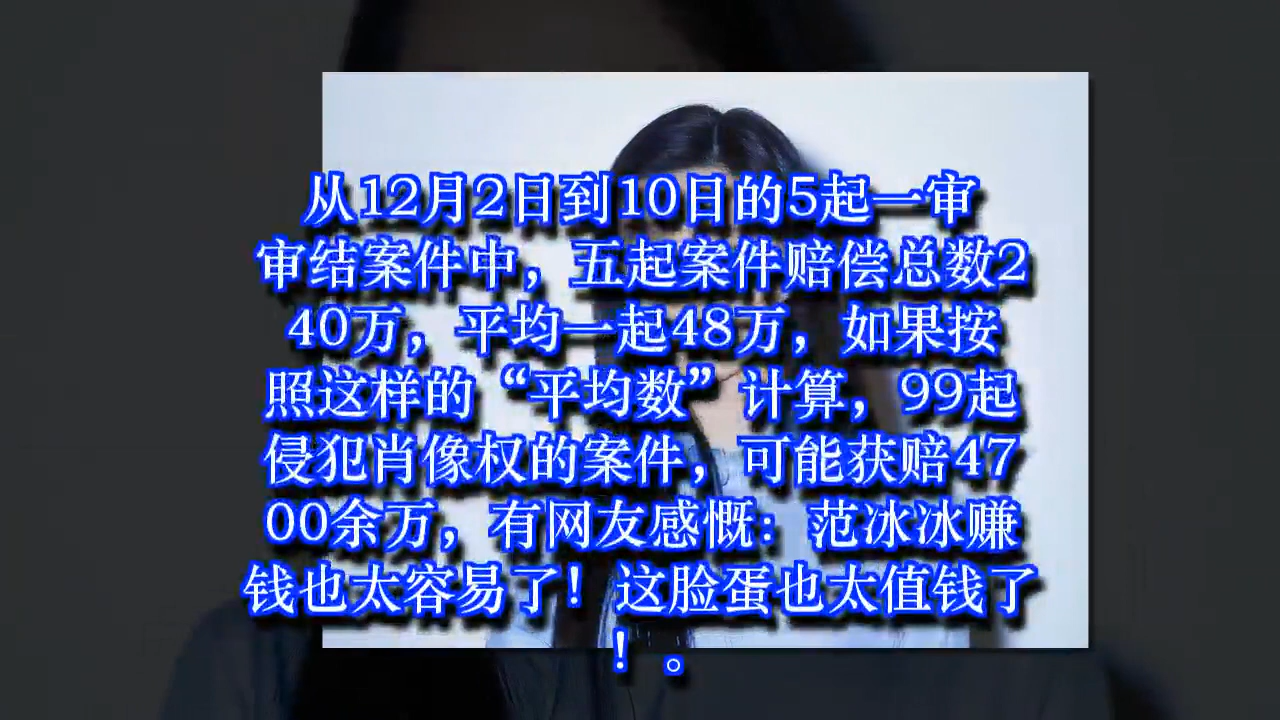 从12月2日到10日的5起一审
审结案件中，五起案件赔偿总数2
40万，平均一起48万，如果按
照这样的“平均数”计算，99起
侵犯肖像权的案件，可能获赔47
00余万，有网友感慨：范冰冰赚
钱也太容易了！这脸蛋也太值钱了
！。